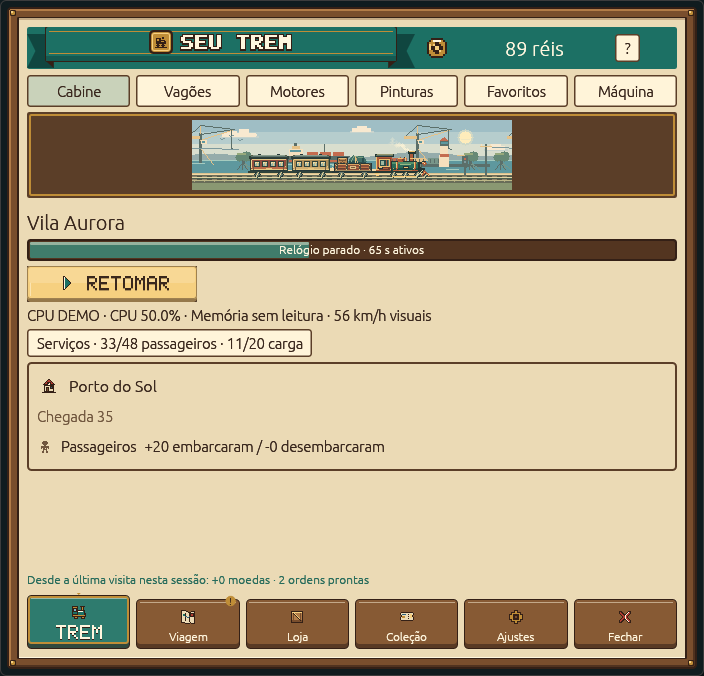 SEU TREM
89 réis
?
Cabine
Vagões
Motores
Pinturas
Favoritos
Máquina
Vila Aurora
Relógio parado · 65 s ativos
RETOMAR
CPU DEMO · CPU 50.0% · Memória sem leitura · 56 km/h visuais
Serviços · 33/48 passageiros · 11/20 carga
Porto do Sol
Chegada 35
Passageiros +20 embarcaram / -0 desembarcaram
Desde a última visita nesta sessão: +0 moedas · 2 ordens prontas
TREM
Viagem
!
Loja
Coleção
Ajustes
Fechar